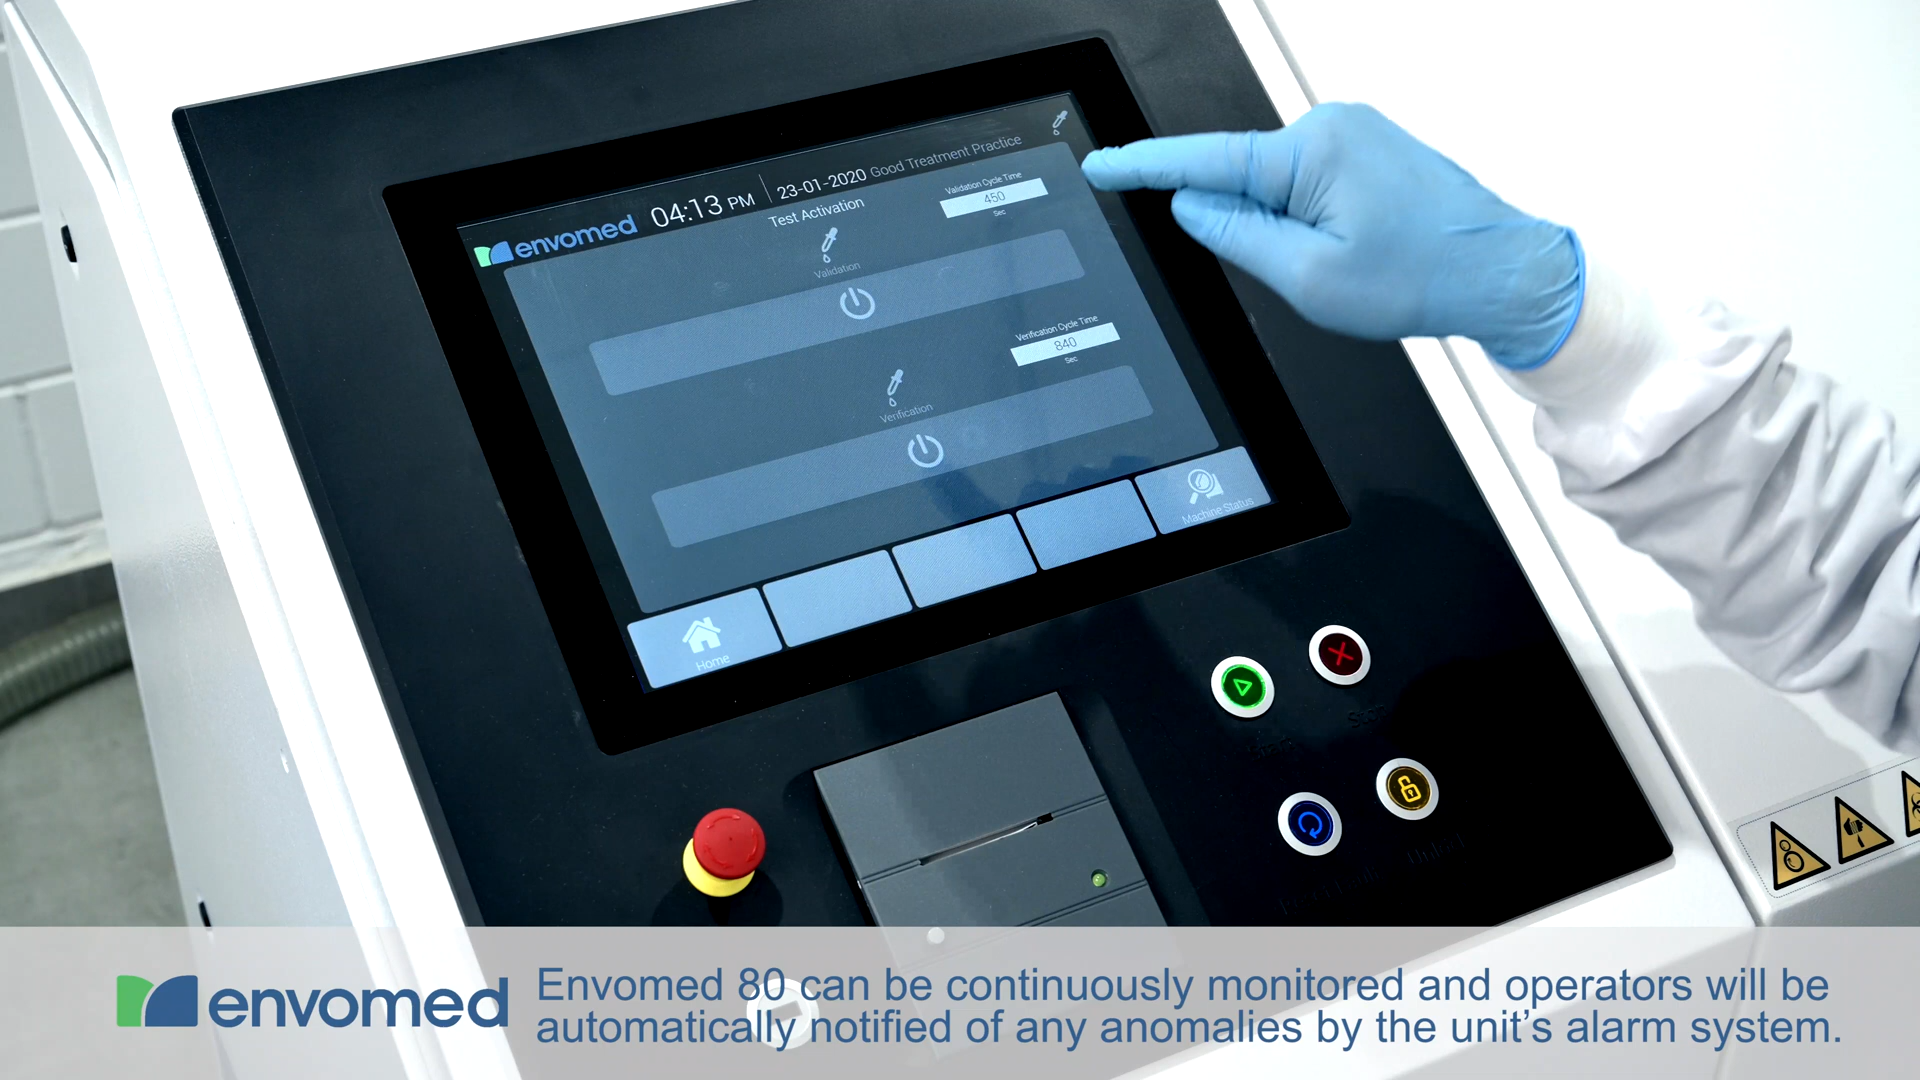 envomed 04:13 PM 23-01-2020 Good Treatment Practice
Test Activation
Validation Cycle Time
450
Sec
Validation
Verification Cycle Time
840
Sec
Verification
Machine Status
Home
Stop
Start
envomed
Envomed 80 can be continuously monitored and operators will be
automatically notified of any anomalies by the unit’s alarm system.